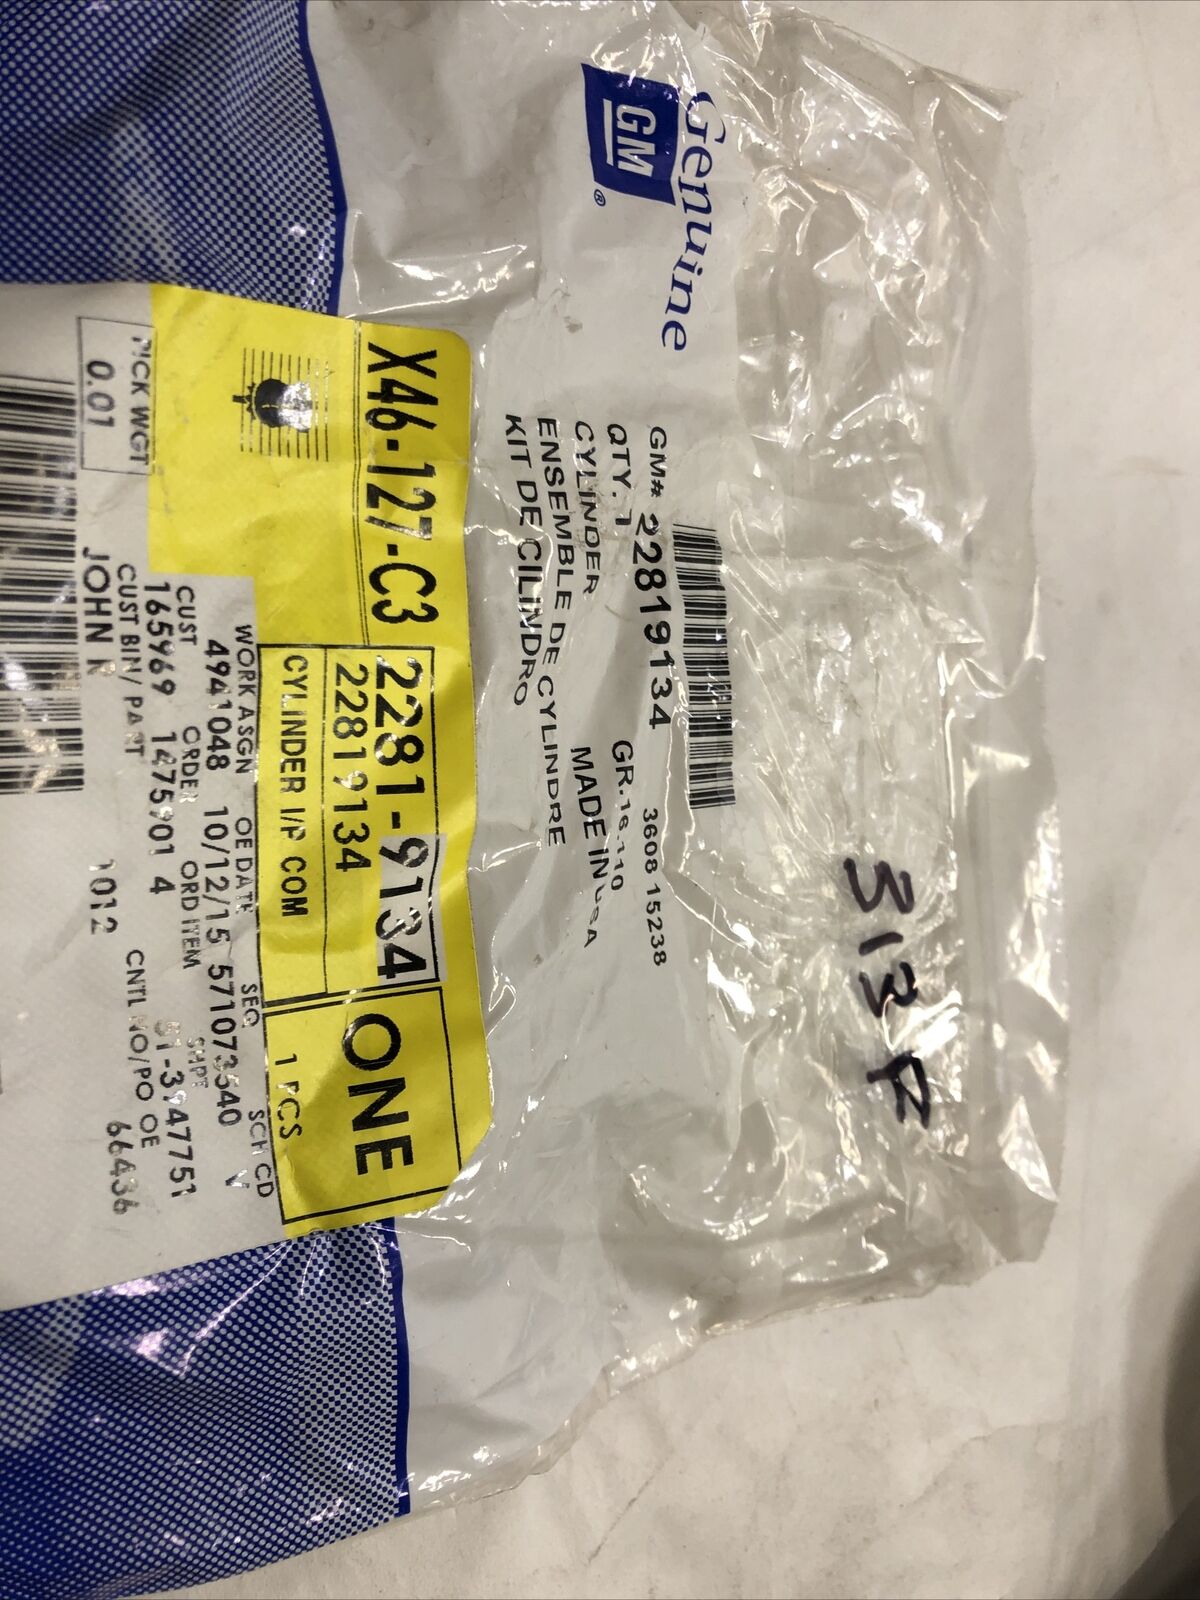 Genuine
GM®
GM# 22819134 3608 15238
QTY. 1 GR.16.110
CYLINDER MADE IN USA
ENSEMBLE DE CYLINDRE
KIT DE CILINDRO
313R
X46-127-C3
2281-9134
22819134
CYLINDER I/P COM
ONE
1 PCS
PICK WGT
0.01
WORK ASGN OE DATE SEQ SCH CD
4941048 10/12/15 571073540 V
CUST ORDER ORD ITEM SHPT
165969 1475901 4 51-3947751
CUST BIN/ PART CNTL NO/PO OE
JOHN R 1012 66436